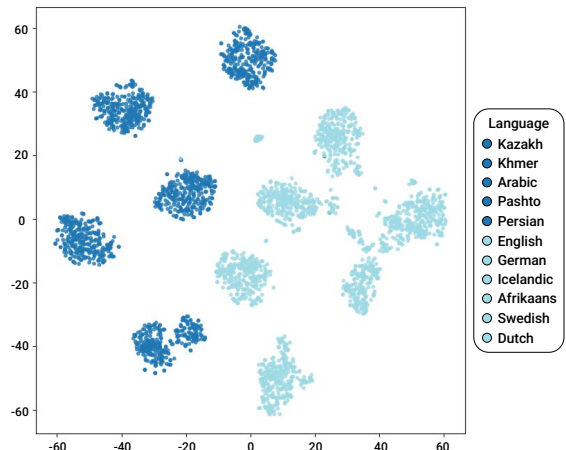 60
40
20
0
-20
-40
-60
-60 -40 -20 0 20 40 60
Language
Kazakh
Khmer
Arabic
Pashto
Persian
English
German
Icelandic
Afrikaans
Swedish
Dutch